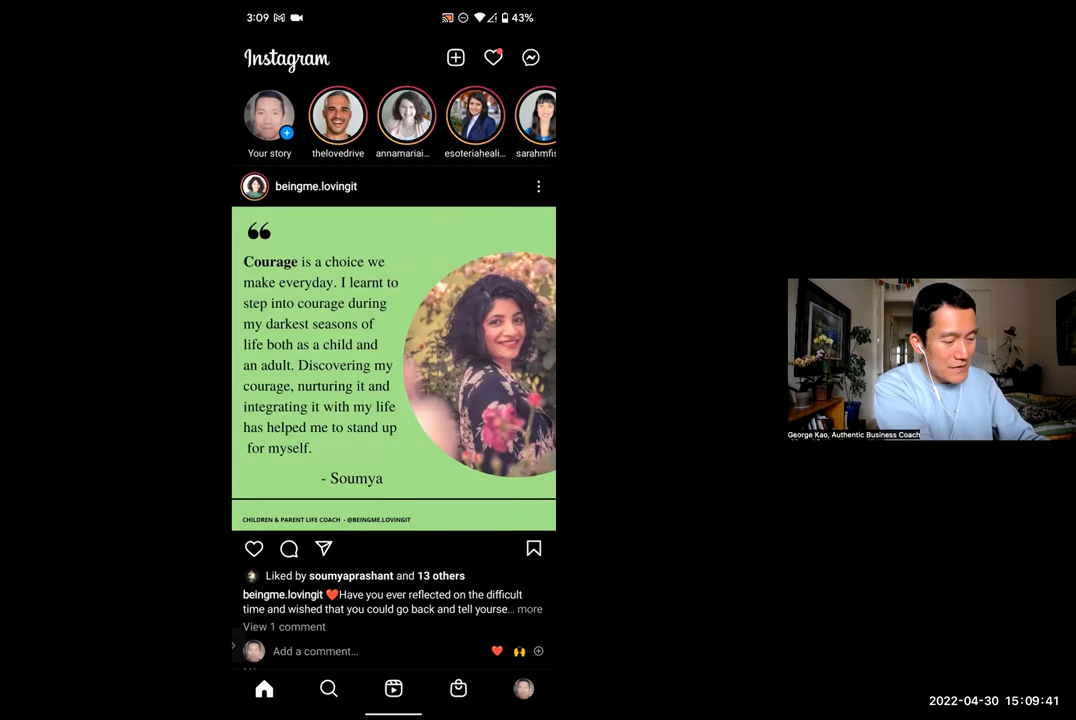 3:09
43%
Instagram
Your story
thelovedrive
annamariai...
esoteriaheali...
sarahmfis
beingme.lovingit
Courage is a choice we
make everyday. I learnt to
step into courage during
my darkest seasons of
life both as a child and
an adult. Discovering my
courage, nurturing it and
integrating it with my life
has helped me to stand up
for myself.
- Soumya
CHILDREN & PARENT LIFE COACH - @BEINGME.LOVINGIT
Liked by soumyaprashant and 13 others
beingme.lovingit ❤️Have you ever reflected on the difficult
time and wished that you could go back and tell yourse... more
View 1 comment
Add a comment...
George Kao, Authentic Business Coach
2022-04-30 15:09:41